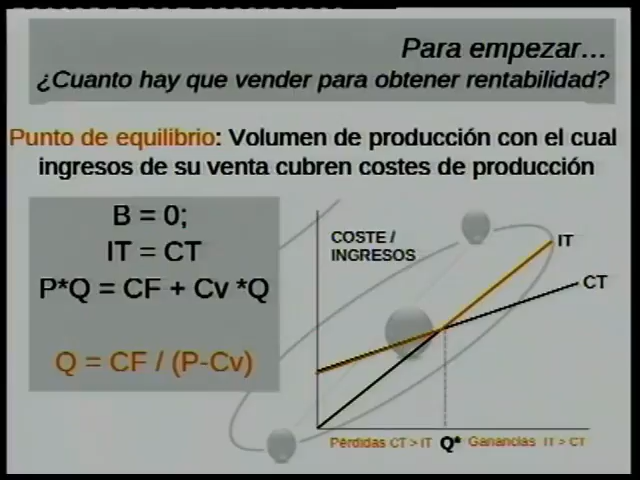 Para empezar...
¿Cuanto hay que vender para obtener rentabilidad?
Punto de equilibrio: Volumen de producción con el cual
ingresos de su venta cubren costes de producción
B = 0;
IT = CT
P*Q = CF + Cv *Q
Q = CF / (P-Cv)
COSTE /
INGRESOS
IT
CT
Pérdidas CT > IT Q* Ganancias IT > CT